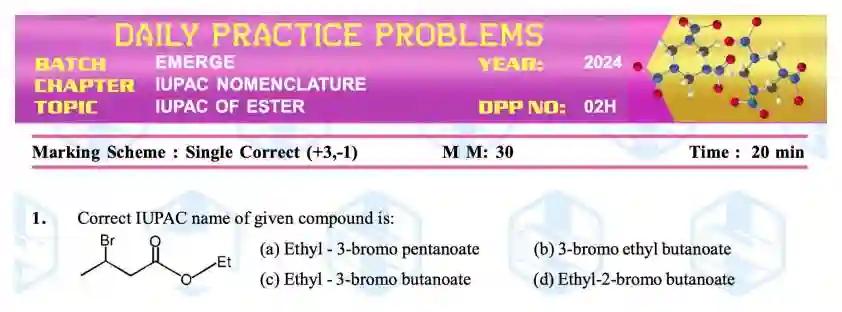 DAILY PRACTICE PROBLEMS
BATCH EMERGE YEAR: 2024
CHAPTER IUPAC NOMENCLATURE
TOPIC IUPAC OF ESTER DPP NO: 02H
Marking Scheme : Single Correct (+3,-1) M M: 30 Time : 20 min
1. Correct IUPAC name of given compound is:
Br O
O Et
(a) Ethyl - 3-bromo pentanoate (b) 3-bromo ethyl butanoate
(c) Ethyl - 3-bromo butanoate (d) Ethyl-2-bromo butanoate